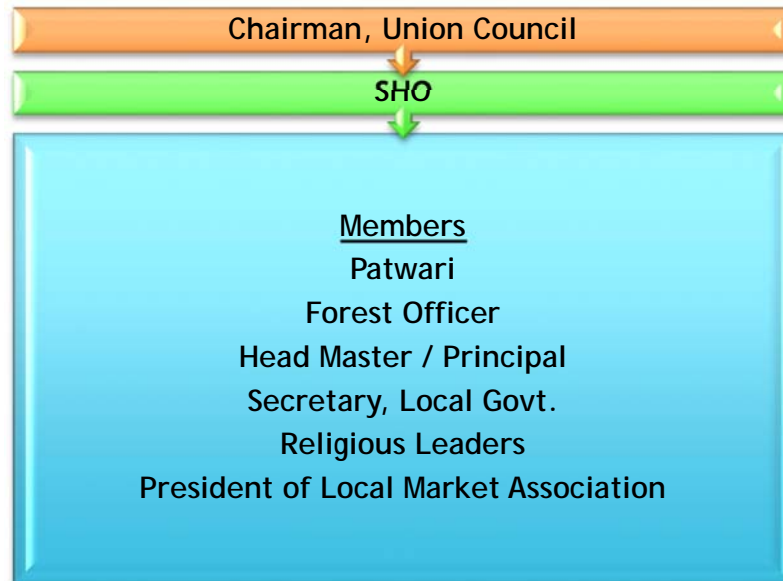 Chairman, Union Council
SHO
Members
Patwari
Forest Officer
Head Master / Principal
Secretary, Local Govt.
Religious Leaders
President of Local Market Association